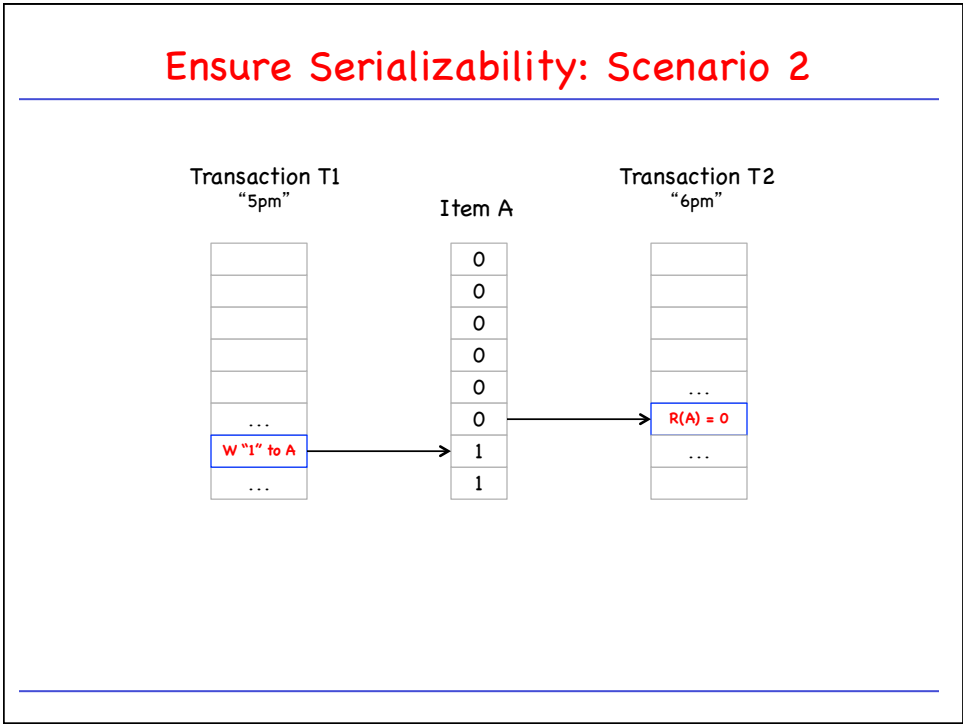 Ensure Serializability: Scenario 2
Transaction T1
“5pm”
Item A
Transaction T2
“6pm”
0
0
0
0
0
...
...
0
R(A) = 0
W “1” to A
1
...
...
1